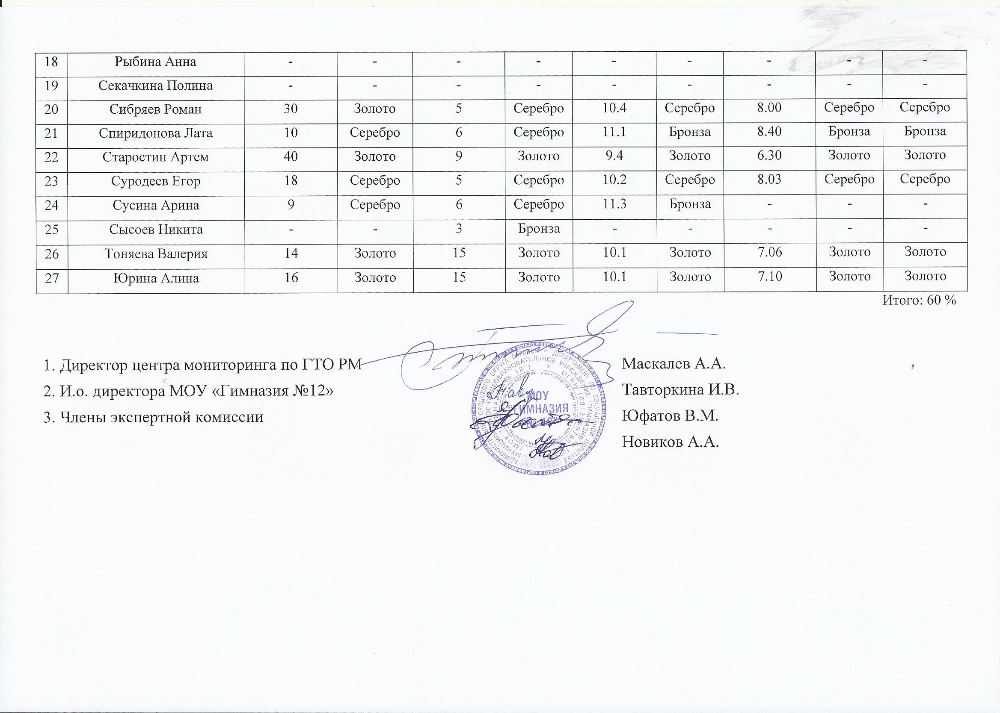 18 Рыбина Анна - - - - - - - - -
19 Секачкина Полина - - - - - - - - -
20 Сибряев Роман 30 Золото 5 Серебро 10.4 Серебро 8.00 Серебро Серебро
21 Спиридонова Лата 10 Серебро 6 Серебро 11.1 Бронза 8.40 Бронза Бронза
22 Старостин Артем 40 Золото 9 Золото 9.4 Золото 6.30 Золото Золото
23 Суродеев Егор 18 Серебро 5 Серебро 10.2 Серебро 8.03 Серебро Серебро
24 Сусина Арина 9 Серебро 6 Серебро 11.3 Бронза - - -
25 Сысоев Никита - - 3 Бронза - - - - -
26 Тоняева Валерия 14 Золото 15 Золото 10.1 Золото 7.06 Золото Золото
27 Юрина Алина 16 Золото 15 Золото 10.1 Золото 7.10 Золото Золото
Итого: 60 %
1. Директор центра мониторинга по ГТО РМ Маскалев А.А.
2. И.о. директора МОУ «Гимназия №12» Тавторкина И.В.
3. Члены экспертной комиссии Юфатов В.М.
Новиков А.А.
МОУ
"ГИМНАЗИЯ